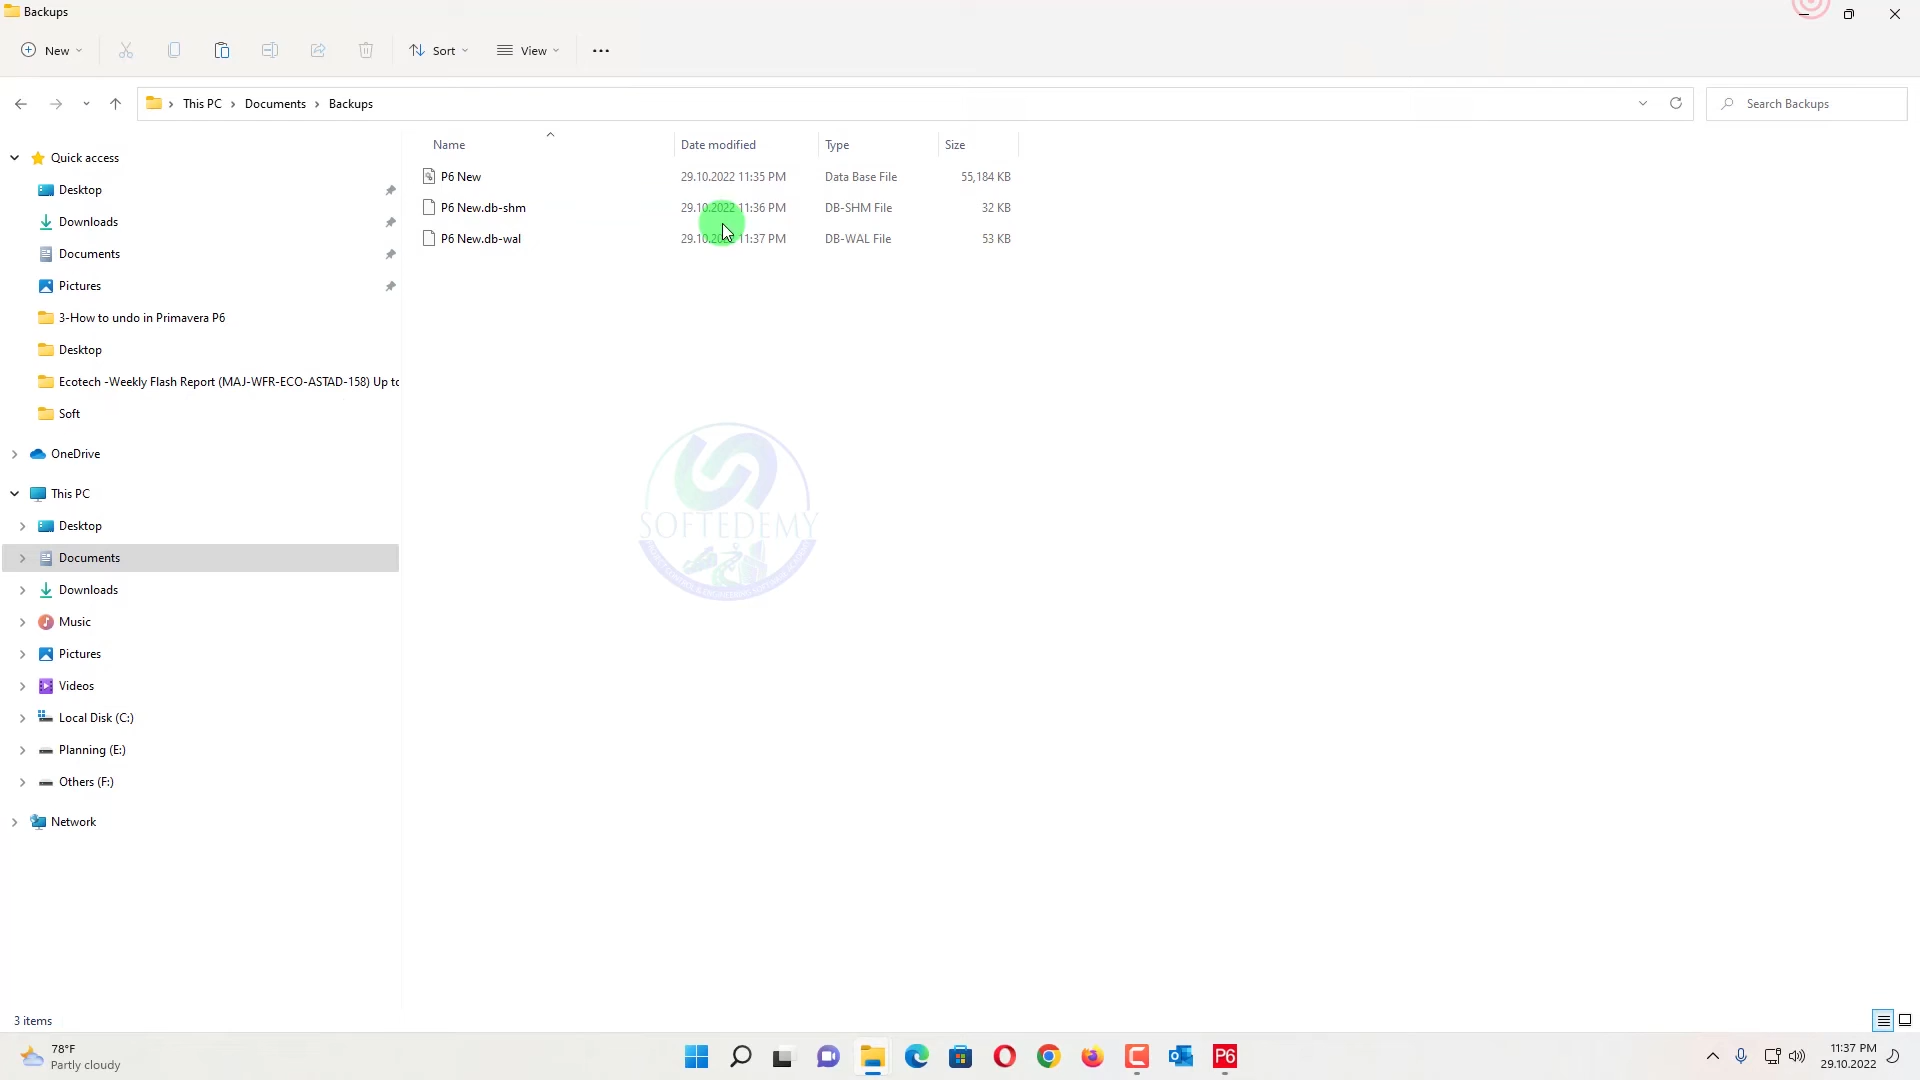 Backups
New
Sort
View
This PC
Documents
Backups
Search Backups
Name
Date modified
Type
Size
Quick access
Desktop
Downloads
Documents
Pictures
3-How to undo in Primavera P6
Desktop
Ecotech -Weekly Flash Report (MAJ-WFR-ECO-ASTAD-158) Up to
Soft
OneDrive
This PC
Desktop
Documents
Downloads
Music
Pictures
Videos
Local Disk (C:)
Planning (E:)
Others (F:)
Network
P6 New 29.10.2022 11:35 PM Data Base File 55,184 KB
P6 New.db-shm 29.10.2022 11:36 PM DB-SHM File 32 KB
P6 New.db-wal 29.10.2022 11:37 PM DB-WAL File 53 KB
SOFTEDEMY
3 items
78°F
Partly cloudy
P6
11:37 PM
29.10.2022